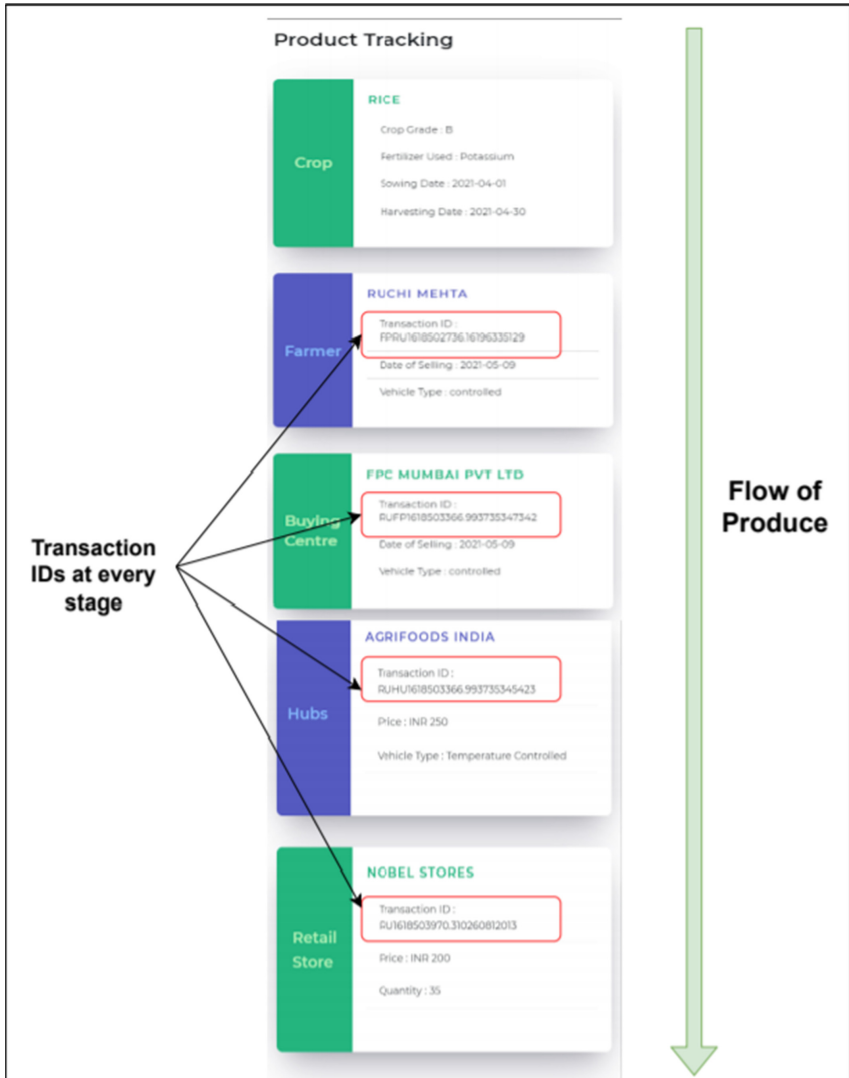 Product Tracking
Crop
RICE
Crop Grade : B
Fertilizer Used : Potassium
Sowing Date : 2021-04-01
Harvesting Date : 2021-04-30
Farmer
RUCHI MEHTA
Transaction ID :
FPRU1618502736.16196335129
Date of Selling : 2021-05-09
Vehicle Type : controlled
Buying
Centre
FPC MUMBAI PVT LTD
Transaction ID :
RUFP1618503366.993735347342
Date of Selling : 2021-05-09
Vehicle Type : controlled
Hubs
AGRIFOODS INDIA
Transaction ID :
RUHU1618503366.993735345423
Price : INR 250
Vehicle Type : Temperature Controlled
Retail
Store
NOBEL STORES
Transaction ID :
RU1618503970.310260812013
Price : INR 200
Quantity : 35
Transaction
IDs at every
stage
Flow of
Produce